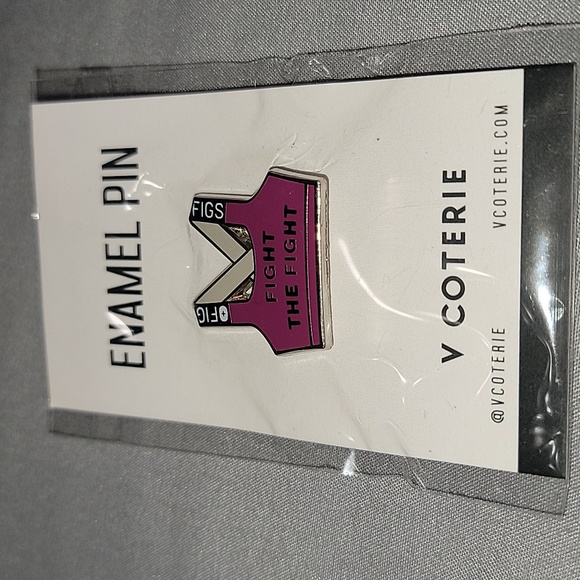 ENAMEL PIN
FIGS
FIG
FIGHT
THE FIGHT
V COTERIE
@VCOTERIE
VCOTERIE.COM